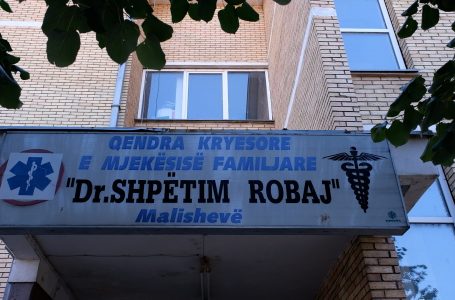 QENDRA KRYESORE
E MJEKËSISË FAMILJARE
"Dr.SHPËTIM ROBAJ"
Malishevë